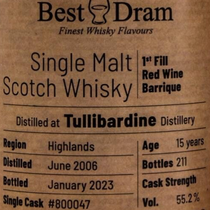 Best Dram
Finest Whisky Flavours
Single Malt
Scotch Whisky
1st Fill
Red Wine
Barrique
Distilled at Tullibardine Distillery
Region Highlands
Age 15 years
Distilled June 2006
Bottles 211
Bottled January 2023
Cask Strength
Single Cask #800047
Vol. 55.2%